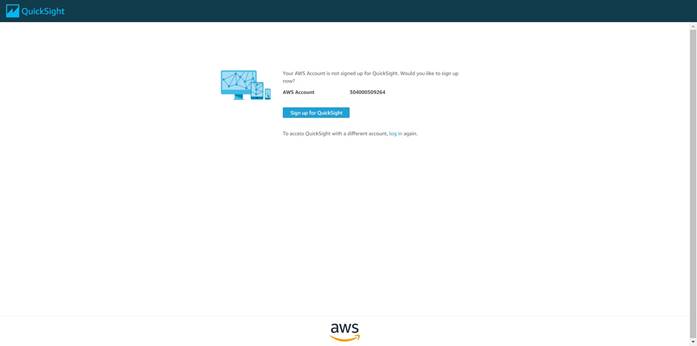 QuickSight
Your AWS Account is not signed up for QuickSight. Would you like to sign up
now?
AWS Account 304000509264
Sign up for QuickSight
To access QuickSight with a different account, log in again.
aws